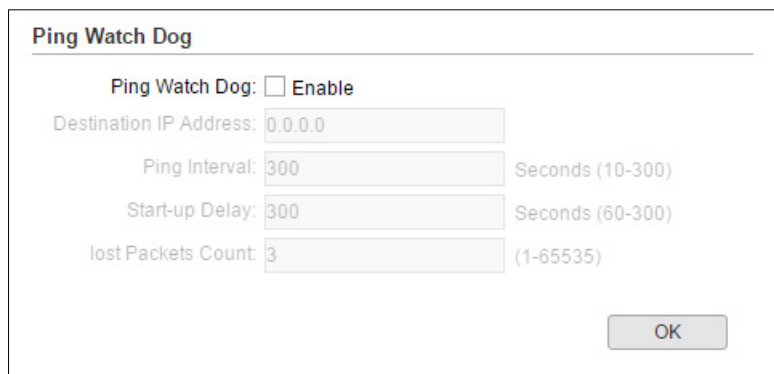 Ping Watch Dog
Ping Watch Dog: Enable
Destination IP Address: 0.0.0.0
Ping Interval: 300 Seconds (10-300)
Start-up Delay: 300 Seconds (60-300)
lost Packets Count: 3 (1-65535)
OK